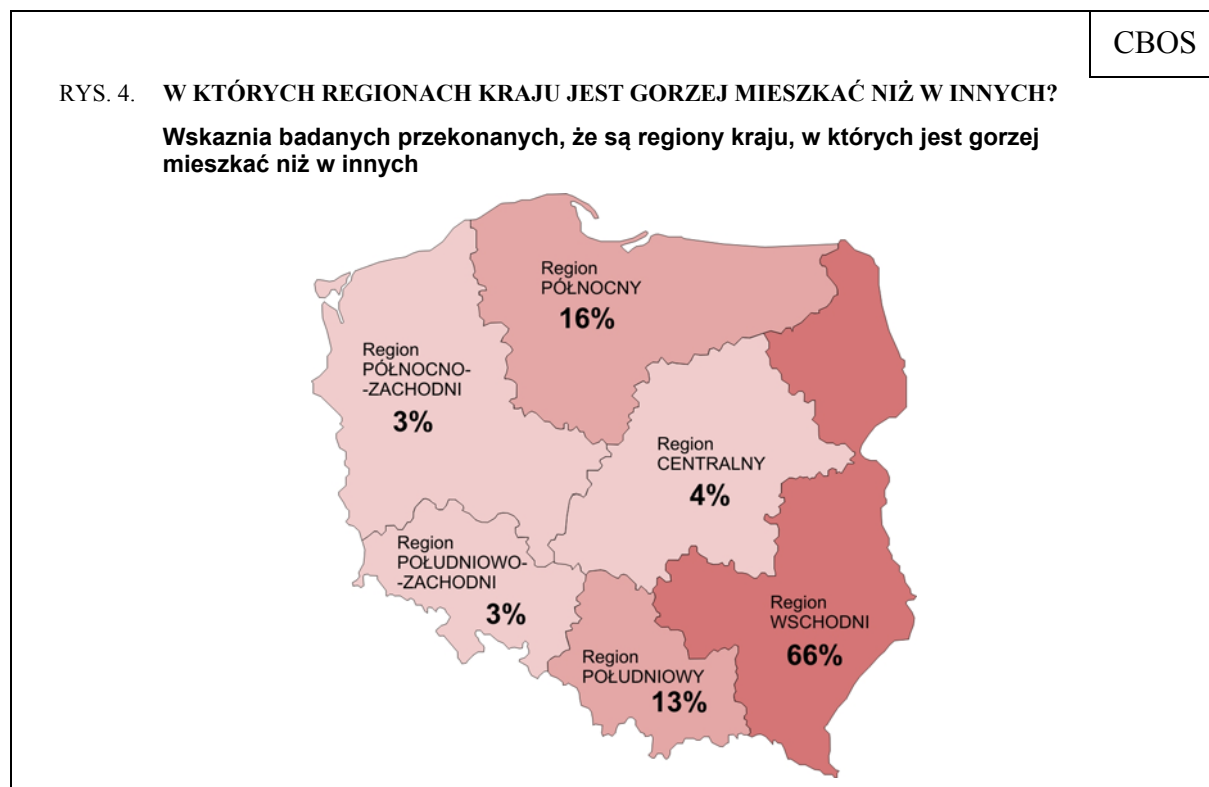 CBOS
RYS. 4. W KTÓRYCH REGIONACH KRAJU JEST GORZEJ MIESZKAĆ NIŻ W INNYCH?
Wskaznia badanych przekonanych, że są regiony kraju, w których jest gorzej
mieszkać niż w innych
Region
PÓŁNOCNY
16%
Region
PÓŁNOCNO-
-ZACHODNI
3%
Region
CENTRALNY
4%
Region
POŁUDNIOWO-
-ZACHODNI
3%
Region
WSCHODNI
66%
Region
POŁUDNIOWY
13%